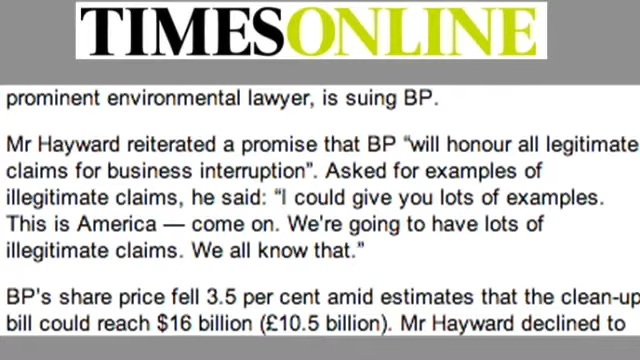 TIMESONLINE
prominent environmental lawyer, is suing BP.
Mr Hayward reiterated a promise that BP “will honour all legitimate
claims for business interruption”. Asked for examples of
illegitimate claims, he said: “I could give you lots of examples.
This is America — come on. We're going to have lots of
illegitimate claims. We all know that.”
BP's share price fell 3.5 per cent amid estimates that the clean-up
bill could reach $16 billion (£10.5 billion). Mr Hayward declined to